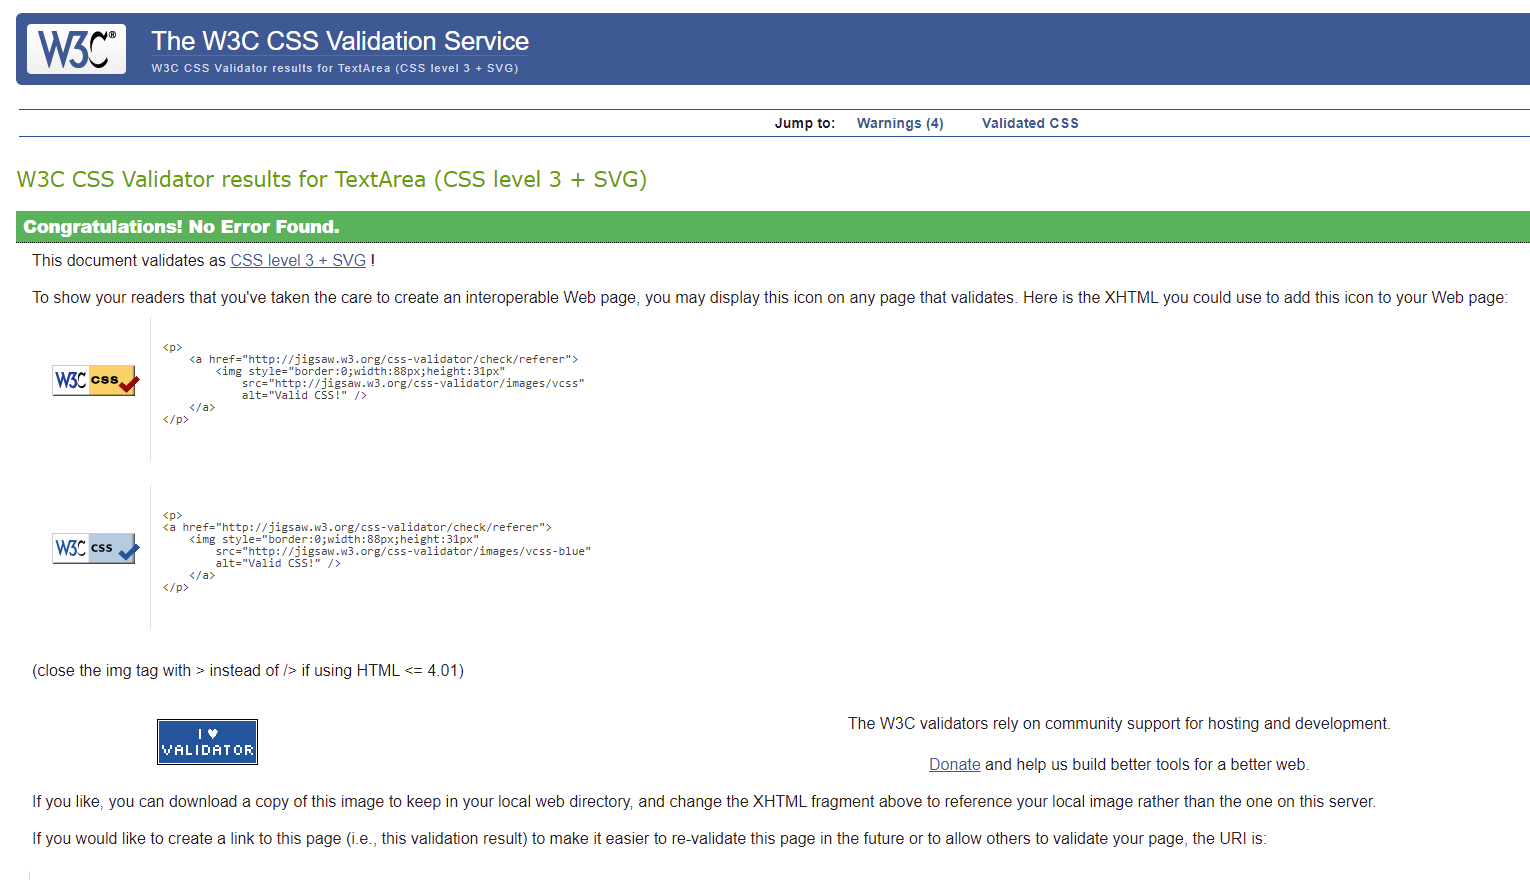 W3C®
The W3C CSS Validation Service
W3C CSS Validator results for TextArea (CSS level 3 + SVG)
Jump to: Warnings (4) Validated CSS
W3C CSS Validator results for TextArea (CSS level 3 + SVG)
Congratulations! No Error Found.
This document validates as CSS level 3 + SVG !
To show your readers that you've taken the care to create an interoperable Web page, you may display this icon on any page that validates. Here is the XHTML you could use to add this icon to your Web page:
W3C css
<p>
<a href="http://jigsaw.w3.org/css-validator/check/referer">
<img style="border:0;width:88px;height:31px"
src="http://jigsaw.w3.org/css-validator/images/vcss"
alt="Valid CSS!" />
</a>
</p>
W3C css
<p>
<a href="http://jigsaw.w3.org/css-validator/check/referer">
<img style="border:0;width:88px;height:31px"
src="http://jigsaw.w3.org/css-validator/images/vcss-blue"
alt="Valid CSS!" />
</a>
</p>
(close the img tag with > instead of /> if using HTML <= 4.01)
I ♥
VALIDATOR
The W3C validators rely on community support for hosting and development.
Donate and help us build better tools for a better web.
If you like, you can download a copy of this image to keep in your local web directory, and change the XHTML fragment above to reference your local image rather than the one on this server.
If you would like to create a link to this page (i.e., this validation result) to make it easier to re-validate this page in the future or to allow others to validate your page, the URI is: